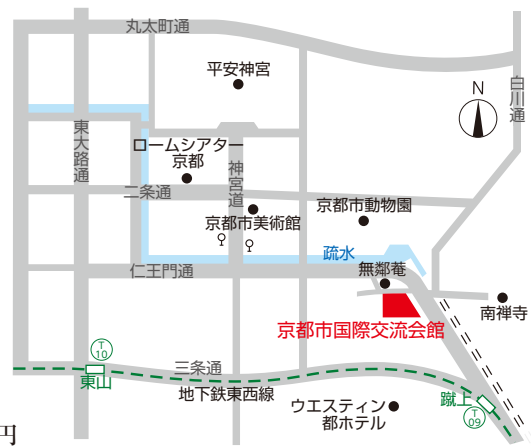 丸太町通
平安神宮
N
白川通
東大路通
ロームシアター
京都
神宮道
二条通
京都市美術館
京都市動物園
疏水
仁王門通
無鄰菴
南禅寺
京都市国際交流会館
T
10
三条通
東山
地下鉄東西線
ウエスティン
都ホテル
蹴上
T
09
円